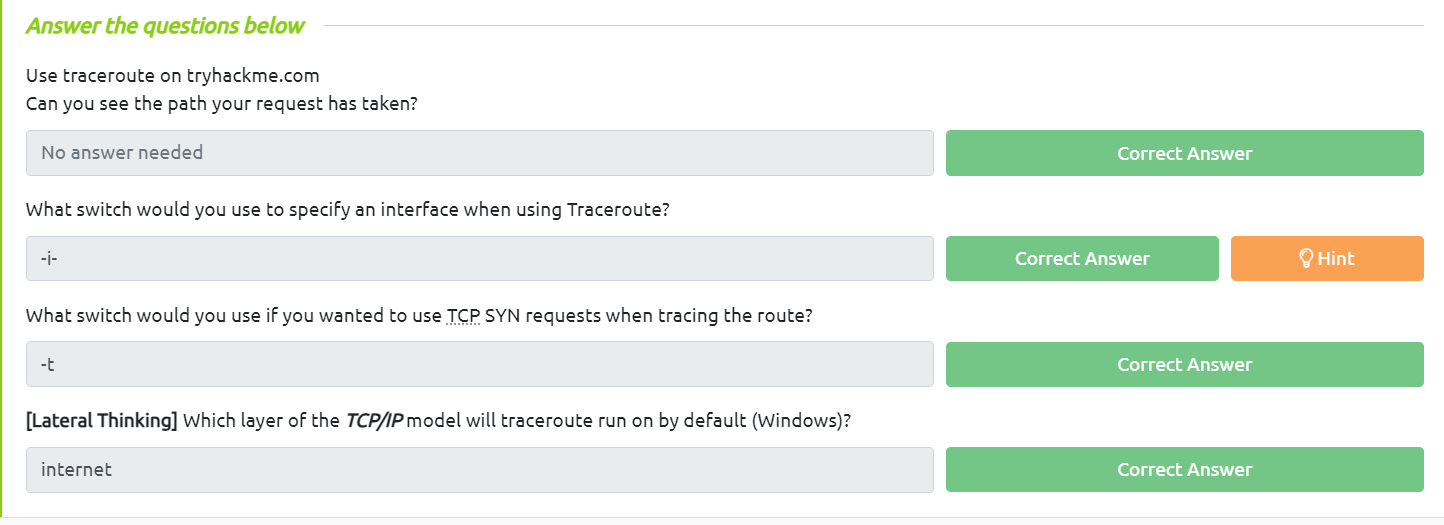 Answer the questions below
Use traceroute on tryhackme.com
Can you see the path your request has taken?
No answer needed
Correct Answer
What switch would you use to specify an interface when using Traceroute?
-i-
Correct Answer
Hint
What switch would you use if you wanted to use TCP SYN requests when tracing the route?
-t
Correct Answer
[Lateral Thinking] Which layer of the TCP/IP model will traceroute run on by default (Windows)?
internet
Correct Answer